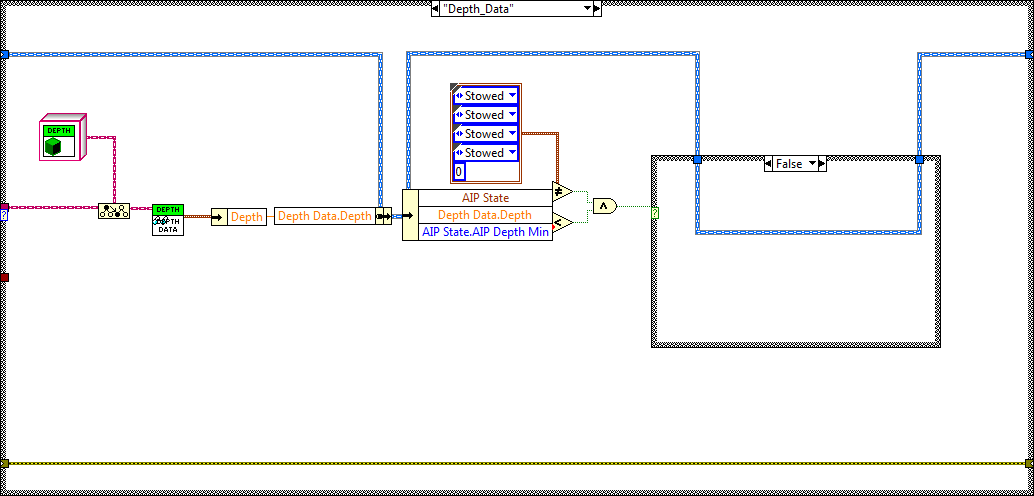 "Depth_Data"
Stowed
Stowed
Stowed
Stowed
0
False
DEPTH
?
DEPTH
DATA
Depth
Depth Data.Depth
AIP State
Depth Data.Depth
AIP State.AIP Depth Min
≠
<
∧
?